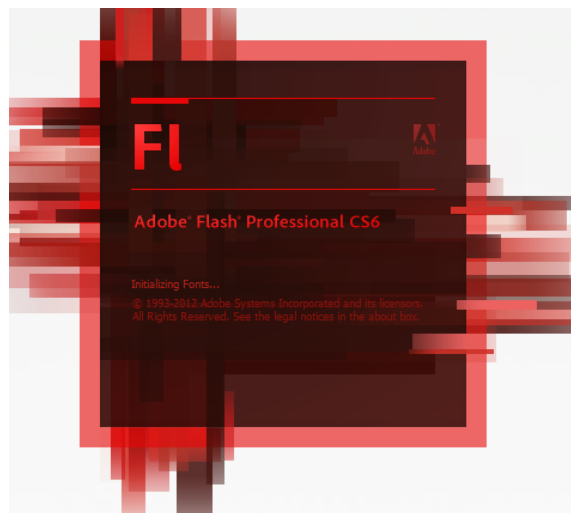 Fl
Adobe
Adobe® Flash® Professional CS6
Initializing Fonts...
© 1993-2012 Adobe Systems Incorporated and its licensors.
All Rights Reserved. See the legal notices in the about box.